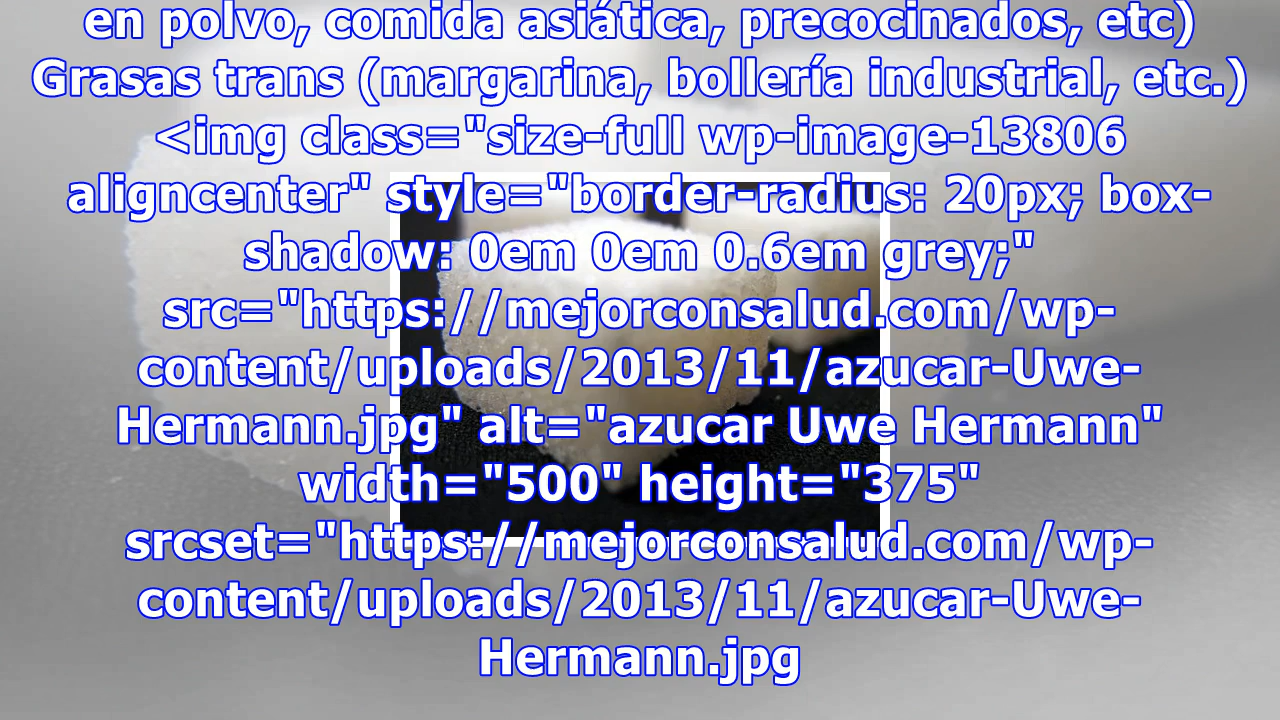 en polvo, comida asiática, precocinados, etc)
Grasas trans (margarina, bollería industrial, etc.)
<img class="size-full wp-image-13806
aligncenter" style="border-radius: 20px; box-
shadow: 0em 0em 0.6em grey;"
src="https://mejorconsalud.com/wp-
content/uploads/2013/11/azucar-Uwe-
Hermann.jpg" alt="azucar Uwe Hermann"
width="500" height="375"
srcset="https://mejorconsalud.com/wp-
content/uploads/2013/11/azucar-Uwe-
Hermann.jpg